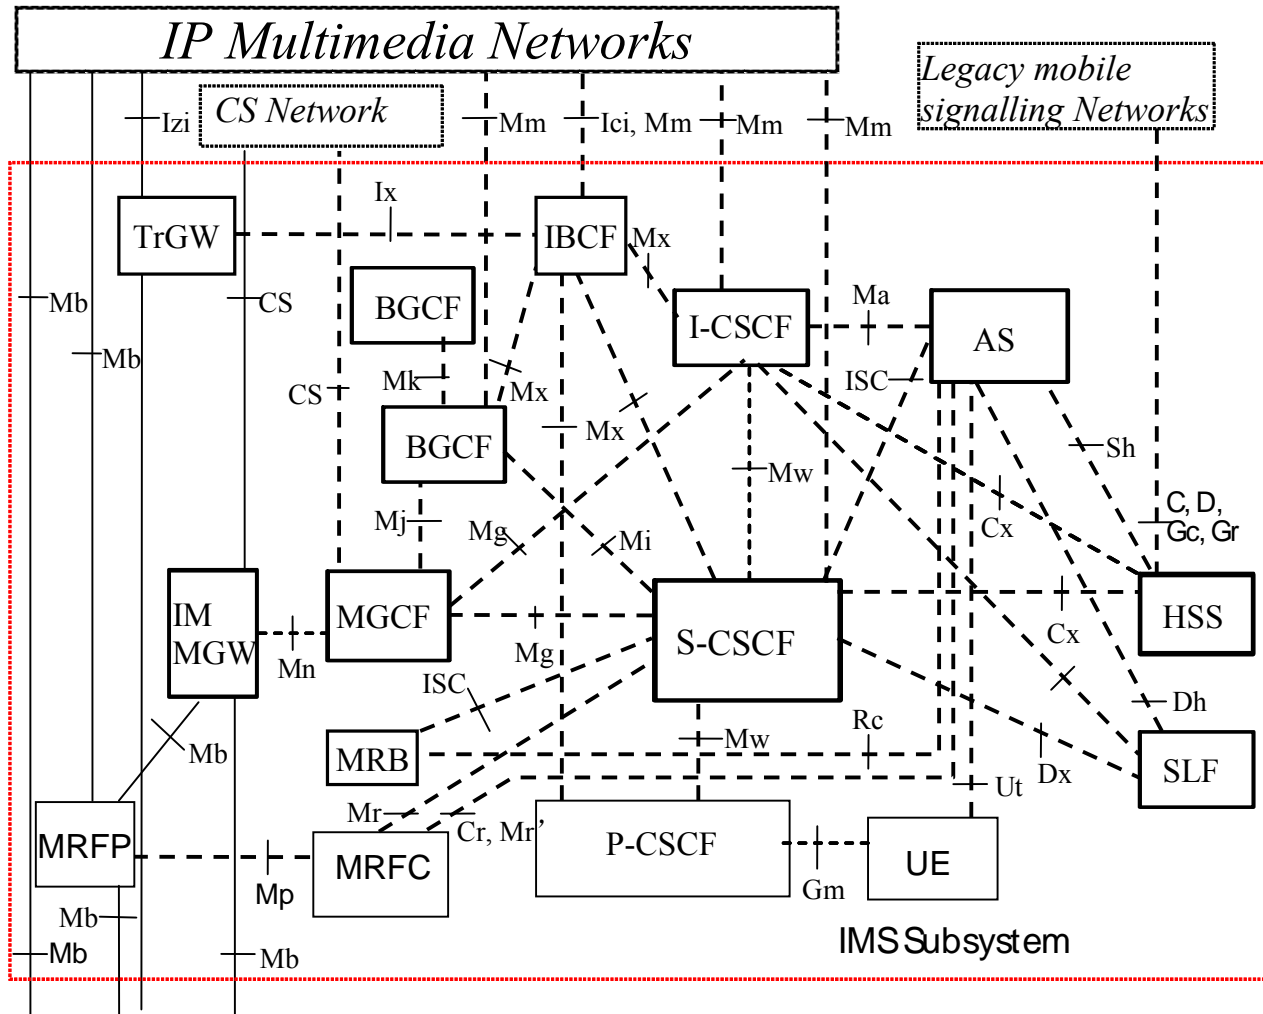 IP Multimedia Networks
Legacy mobile
signalling Networks
CS Network
Izi
Mm
Ici, Mm
Mm
Mm
Ix
TrGW
IBCF
Mx
Mb
CS
BGCF
I-CSCF
Ma
AS
Mb
Mk
Mx
ISC
CS
Mx
BGCF
Mw
Sh
Mj
Mg
Mi
Cx
C, D,
Gc, Gr
IM
MGW
MGCF
Mn
Mg
S-CSCF
Cx
HSS
ISC
Dh
Mb
MRB
Mw
Rc
Dx
SLF
Mr
Cr, Mr’
Ut
MRFP
MRFC
P-CSCF
UE
Mp
Gm
Mb
Mb
Mb
IMS Subsystem